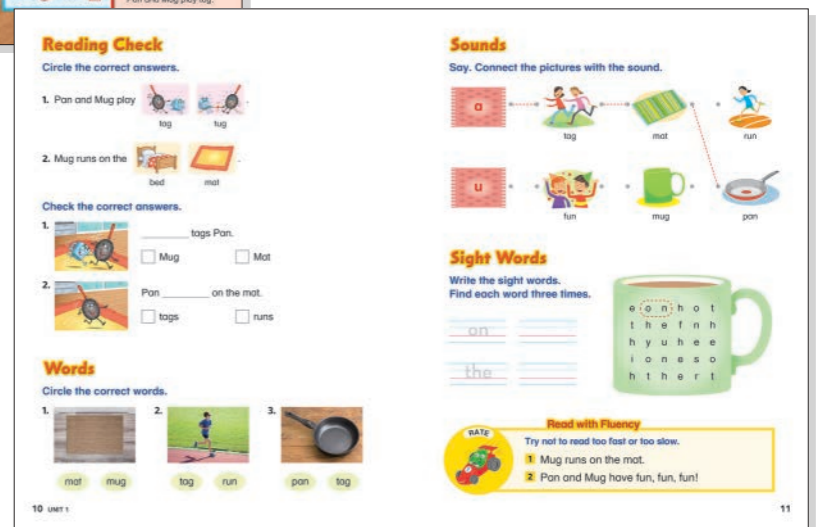 Pan and Mug play tag.
Reading Check
Circle the correct answers.
1. Pan and Mug play
.
tag
tug
2. Mug runs on the
.
bed
mat
Check the correct answers.
1.
_______ tags Pan.
Mug
Mat
2.
Pan _______ on the mat.
tags
runs
Words
Circle the correct words.
1.
2.
3.
mat mug
tag run
pan tag
10 UNIT 1
Sounds
Say. Connect the pictures with the sound.
a
tag
mat
run
u
fun
mug
pan
Sight Words
Write the sight words.
Find each word three times.
on
the
e o n h o t
t h e f n h
h y u h e e
i o n e s o
h t h e r t
Read with Fluency
RATE
Try not to read too fast or too slow.
1 Mug runs on the mat.
2 Pan and Mug have fun, fun, fun!
11